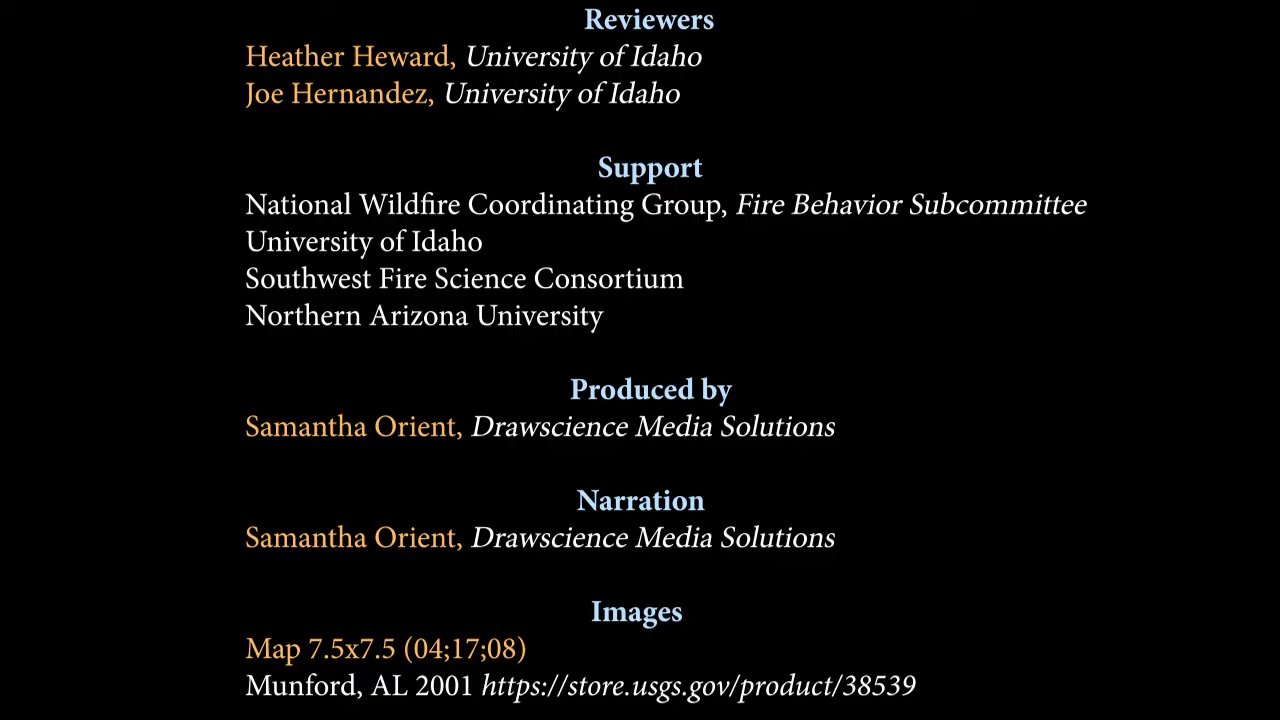 Reviewers
Heather Heward, University of Idaho
Joe Hernandez, University of Idaho
Support
National Wildfire Coordinating Group, Fire Behavior Subcommittee
University of Idaho
Southwest Fire Science Consortium
Northern Arizona University
Produced by
Samantha Orient, Drawscience Media Solutions
Narration
Samantha Orient, Drawscience Media Solutions
Images
Map 7.5x7.5 (04;17;08)
Munford, AL 2001 https://store.usgs.gov/product/38539